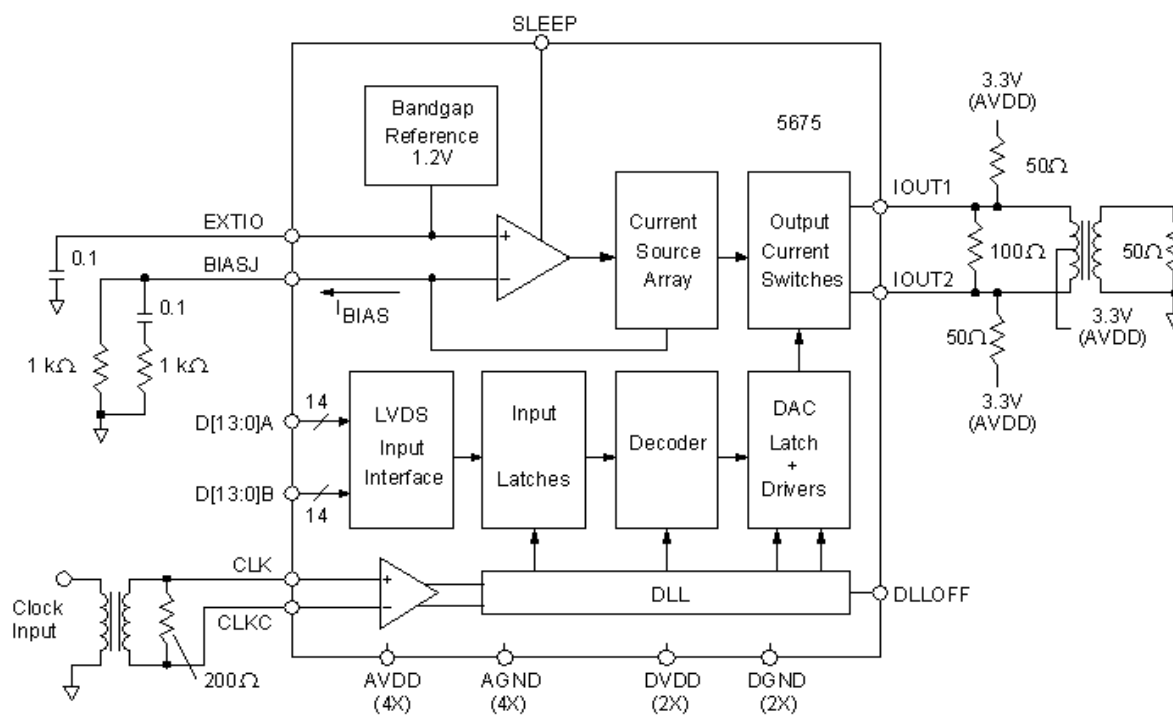 SLEEP
Bandgap
Reference
1.2V
5675
3.3V
(AVDD)
50Ω
EXTIO
IOUT1
Current
Source
Array
Output
Current
Switches
100Ω
50Ω
0.1
BIASJ
IOUT2
IBIAS
0.1
3.3V
(AVDD)
50Ω
1 kΩ
1 kΩ
3.3V
(AVDD)
D[13:0]A
14
LVDS
Input
Interface
Input
Latches
Decoder
DAC
Latch
+
Drivers
D[13:0]B
14
CLK
Clock
Input
CLKC
DLL
DLLOFF
200Ω
AVDD
(4X)
AGND
(4X)
DVDD
(2X)
DGND
(2X)